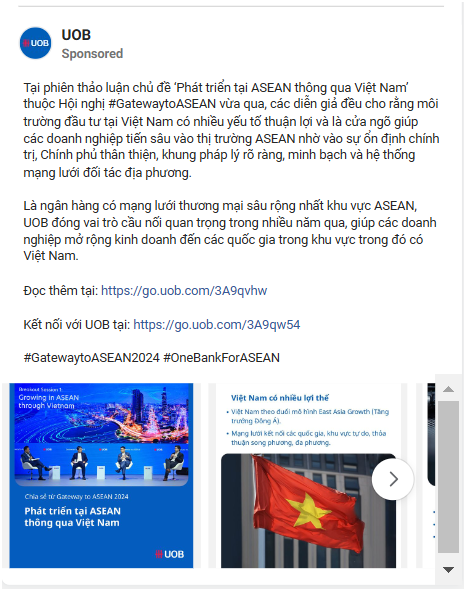 UOB
UOB
Sponsored
Tại phiên thảo luận chủ đề 'Phát triển tại ASEAN thông qua Việt Nam'
thuộc Hội nghị #GatewaytoASEAN vừa qua, các diễn giả đều cho rằng môi
trường đầu tư tại Việt Nam có nhiều yếu tố thuận lợi và là cửa ngõ giúp
các doanh nghiệp tiến sâu vào thị trường ASEAN nhờ vào sự ổn định chính
trị, Chính phủ thân thiện, khung pháp lý rõ ràng, minh bạch và hệ thống
mạng lưới đối tác địa phương.
Là ngân hàng có mạng lưới thương mại sâu rộng nhất khu vực ASEAN,
UOB đóng vai trò cầu nối quan trọng trong nhiều năm qua, giúp các doanh
nghiệp mở rộng kinh doanh đến các quốc gia trong khu vực trong đó có
Việt Nam.
Đọc thêm tại: https://go.uob.com/3A9qvhw
Kết nối với UOB tại: https://go.uob.com/3A9qw54
#GatewaytoASEAN2024 #OneBankForASEAN
Breakout Session 1:
Growing in ASEAN
through Vietnam
Chia sẻ từ Gateway to ASEAN 2024
Phát triển tại ASEAN
thông qua Việt Nam
UOB
Việt Nam có nhiều lợi thế
• Việt Nam theo đuổi mô hình East Asia Growth (Tăng
trưởng Đông Á),
• Mạng lưới kết nối các quốc gia, khu vực tự do, thỏa
thuận song phương, đa phương.